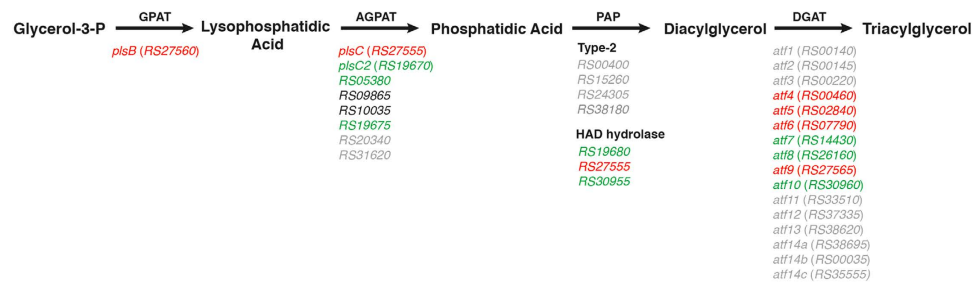 GPAT
AGPAT
PAP
DGAT
Glycerol-3-P
Lysophosphatidic
Acid
Phosphatidic Acid
Diacylglycerol
Triacylglycerol
plsB (RS27560)
plsC (RS27555)
plsC2 (RS19670)
RS05380
RS09865
RS10035
RS19675
RS20340
RS31620
Type-2
RS00400
RS15260
RS24305
RS38180
HAD hydrolase
RS19680
RS27555
RS30955
atf1 (RS00140)
atf2 (RS00145)
atf3 (RS00220)
atf4 (RS00460)
atf5 (RS02840)
atf6 (RS07790)
atf7 (RS14430)
atf8 (RS26160)
atf9 (RS27565)
atf10 (RS30960)
atf11 (RS33510)
atf12 (RS37335)
atf13 (RS38620)
atf14a (RS38695)
atf14b (RS00035)
atf14c (RS35555)